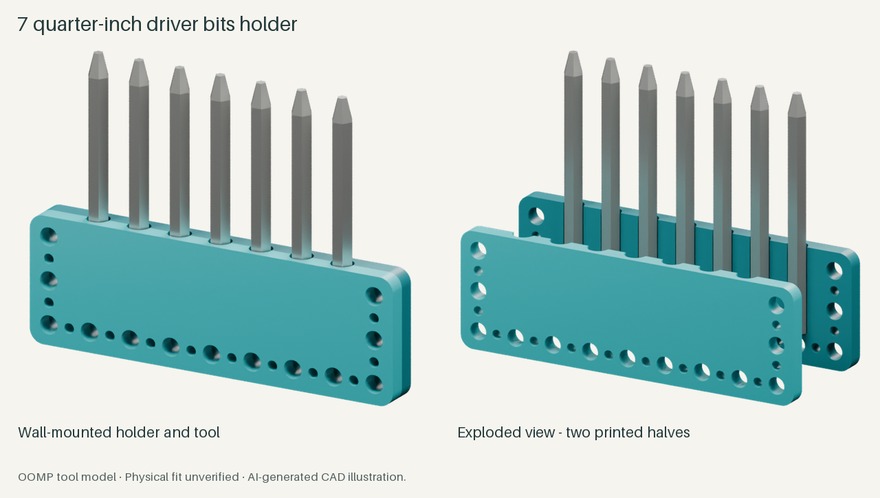 7 quarter-inch driver bits holder
Wall-mounted holder and tool
Exploded view - two printed halves
OOMP tool model · Physical fit unverified · AI-generated CAD illustration.